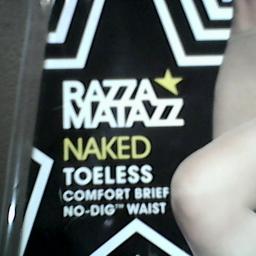 RAZZA
MATAZZ
NAKED
TOELESS
COMFORT BRIEF
NO-DIG™ WAIST